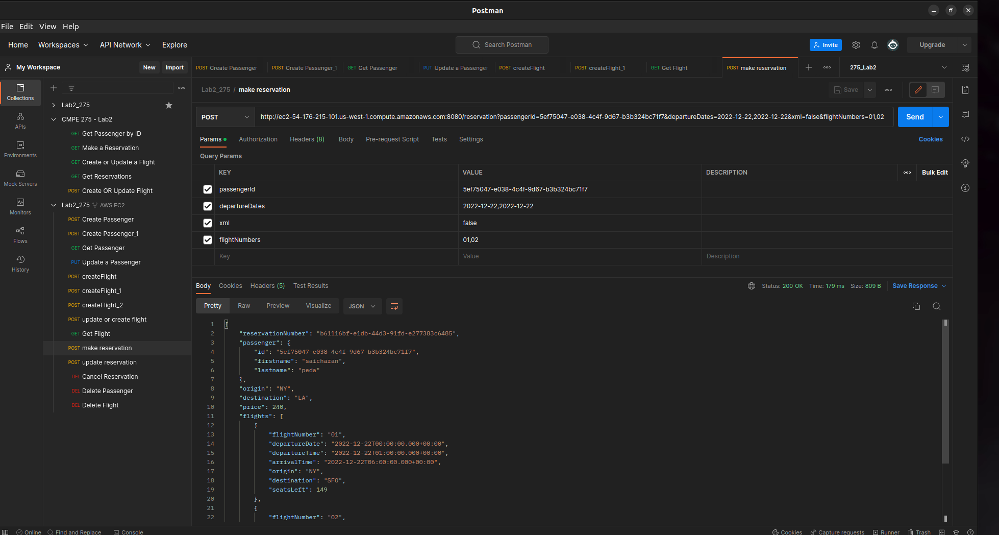 Postman
File Edit View Help
Home Workspaces API Network Explore Search Postman Invite Upgrade
My Workspace New Import POST Create Passenger POST Create Passenger_1 GET Get Passenger PUT Update a Passenger POST createFlight POST createFlight_1 GET Get Flight POST make reservation 275_Lab2
Lab2_275 / make reservation Save
Collections
APIs
Environments
Mock Servers
Monitors
Flows
History
Lab2_275
CMPE 275 - Lab2
GET Get Passenger by ID
GET Make a Reservation
GET Create or Update a Flight
GET Get Reservations
POST Create OR Update Flight
Lab2_275 AWS EC2
POST Create Passenger
POST Create Passenger_1
GET Get Passenger
PUT Update a Passenger
POST createFlight
POST createFlight_1
POST createFlight_2
POST update or create flight
GET Get Flight
POST make reservation
POST update reservation
DEL Cancel Reservation
DEL Delete Passenger
DEL Delete Flight
POST http://ec2-54-176-215-101.us-west-1.compute.amazonaws.com:8080/reservation?passengerId=5ef75047-e038-4c4f-9d67-b3b324bc71f7&departureDates=2022-12-22,2022-12-22&xml=false&flightNumbers=01,02 Send
Params Authorization Headers (8) Body Pre-request Script Tests Settings Cookies
Query Params
KEY VALUE DESCRIPTION Bulk Edit
passengerId 5ef75047-e038-4c4f-9d67-b3b324bc71f7
departureDates 2022-12-22,2022-12-22
xml false
flightNumbers 01,02
Key Value Description
Body Cookies Headers (5) Test Results Status: 200 OK Time: 179 ms Size: 809 B Save Response
Pretty Raw Preview Visualize JSON
1 {
2 "reservationNumber": "b61116bf-e1db-44d3-91fd-e277383c6485",
3 "passenger": {
4 "id": "5ef75047-e038-4c4f-9d67-b3b324bc71f7",
5 "firstname": "saicharan",
6 "lastname": "peda"
7 },
8 "origin": "NY",
9 "destination": "LA",
10 "price": 240,
11 "flights": [
12 {
13 "flightNumber": "01",
14 "departureDate": "2022-12-22T00:00:00.000+00:00",
15 "departureTime": "2022-12-22T01:00:00.000+00:00",
16 "arrivalTime": "2022-12-22T06:00:00.000+00:00",
17 "origin": "NY",
18 "destination": "SFO",
19 "seatsLeft": 149
20 },
21 {
22 "flightNumber": "02",
Online Find and Replace Console Cookies Capture requests Runner Trash